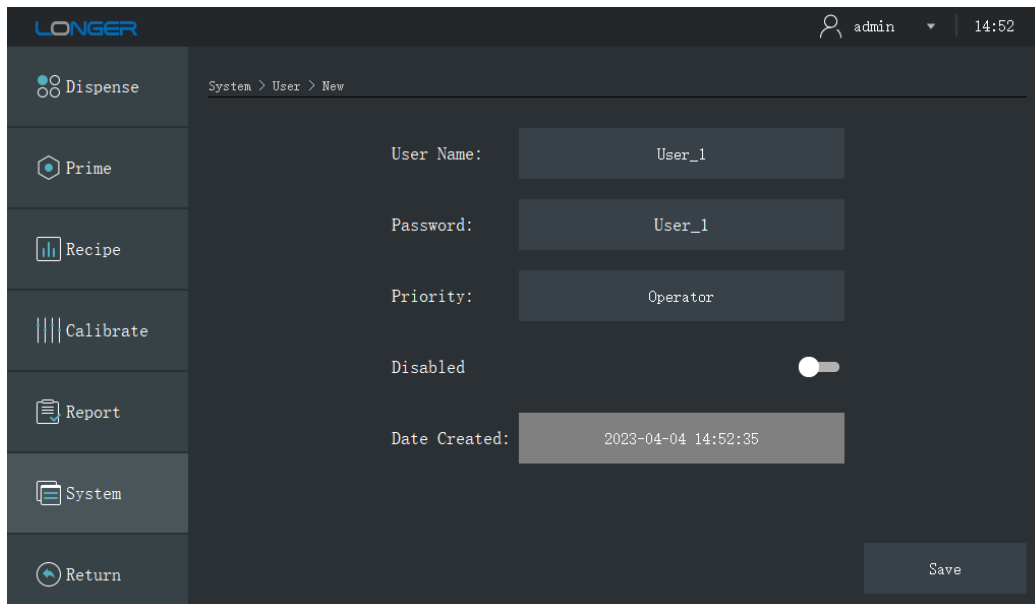 LONGER
admin
14:52
Dispense
Prime
Recipe
Calibrate
Report
System
Return
System > User > New
User Name: User_1
Password: User_1
Priority: Operator
Disabled
Date Created: 2023-04-04 14:52:35
Save